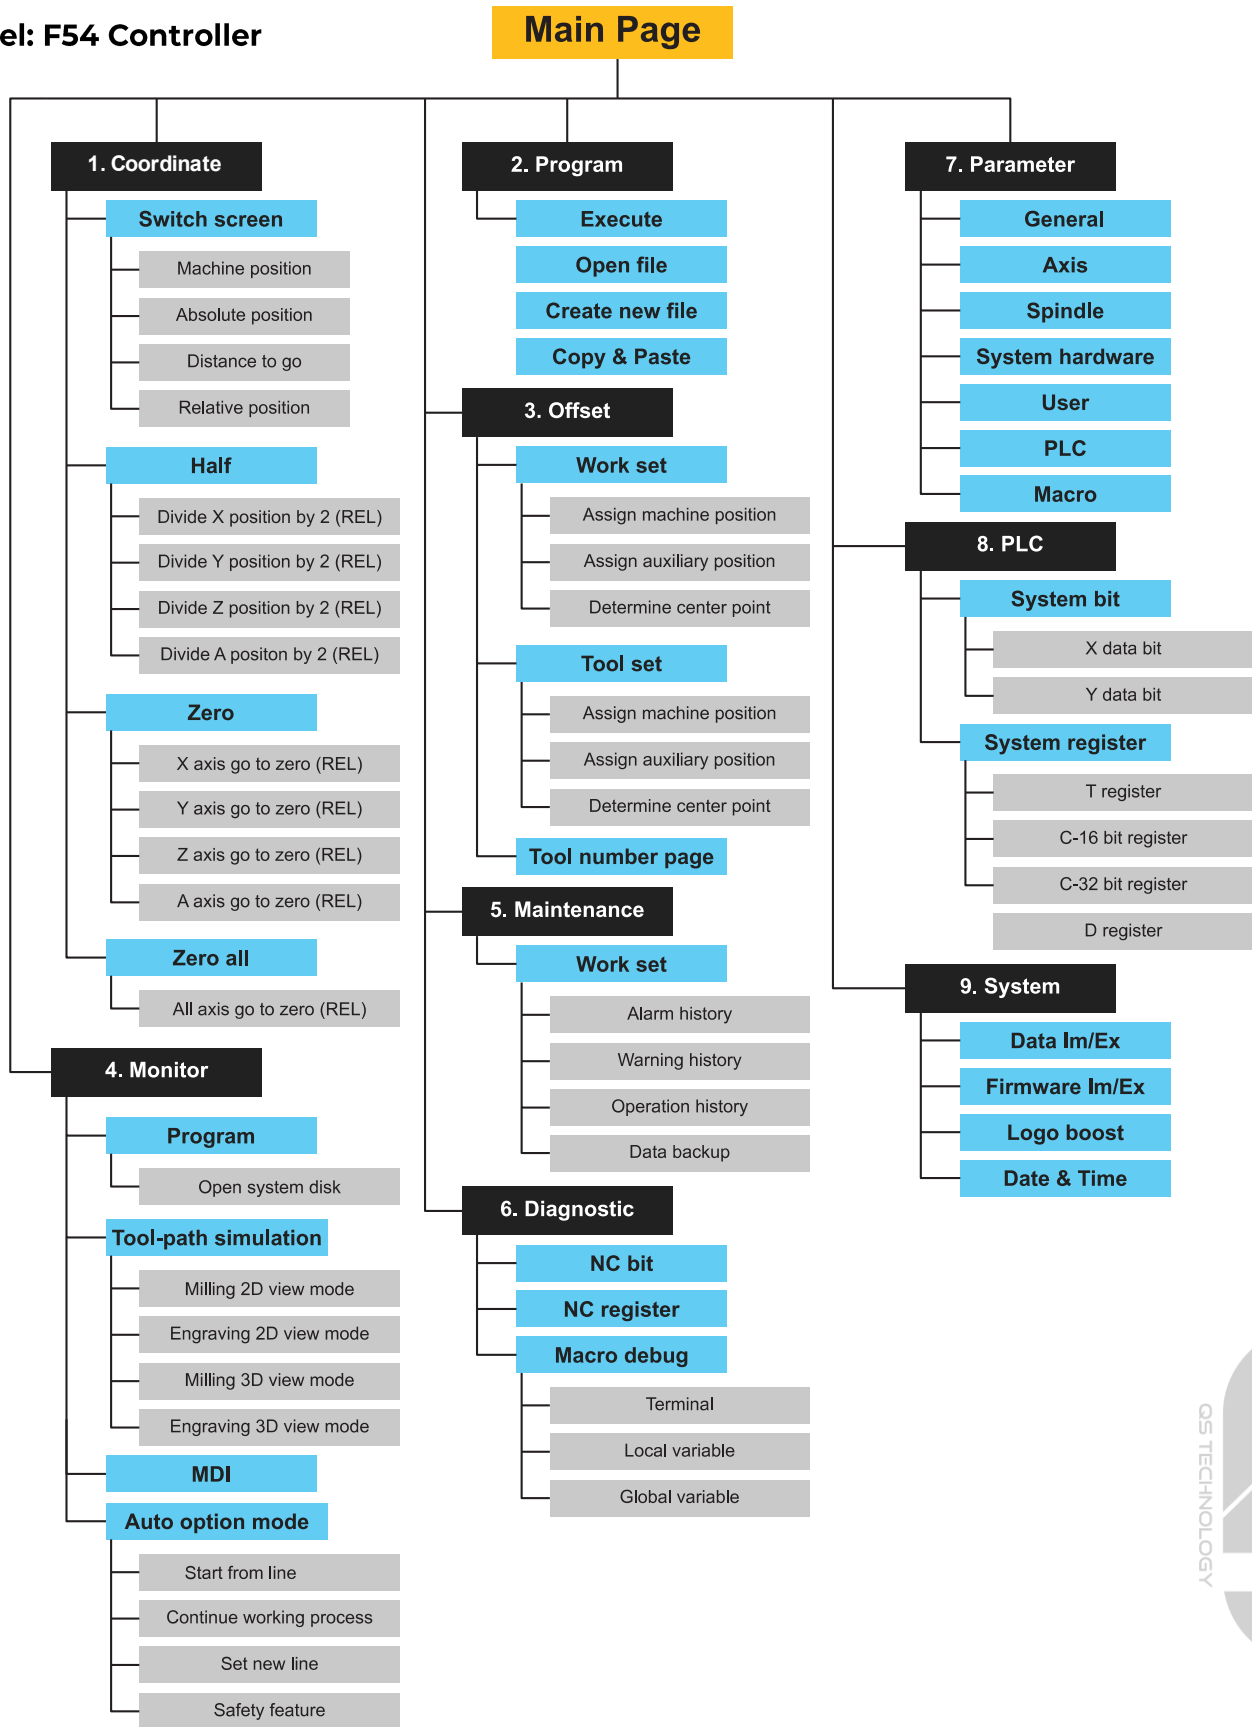 el: F54 Controller
Main Page
1. Coordinate
Switch screen
Machine position
Absolute position
Distance to go
Relative position
Half
Divide X position by 2 (REL)
Divide Y position by 2 (REL)
Divide Z position by 2 (REL)
Divide A positon by 2 (REL)
Zero
X axis go to zero (REL)
Y axis go to zero (REL)
Z axis go to zero (REL)
A axis go to zero (REL)
Zero all
All axis go to zero (REL)
4. Monitor
Program
Open system disk
Tool-path simulation
Milling 2D view mode
Engraving 2D view mode
Milling 3D view mode
Engraving 3D view mode
MDI
Auto option mode
Start from line
Continue working process
Set new line
Safety feature
2. Program
Execute
Open file
Create new file
Copy & Paste
3. Offset
Work set
Assign machine position
Assign auxiliary position
Determine center point
Tool set
Assign machine position
Assign auxiliary position
Determine center point
Tool number page
5. Maintenance
Work set
Alarm history
Warning history
Operation history
Data backup
6. Diagnostic
NC bit
NC register
Macro debug
Terminal
Local variable
Global variable
7. Parameter
General
Axis
Spindle
System hardware
User
PLC
Macro
8. PLC
System bit
X data bit
Y data bit
System register
T register
C-16 bit register
C-32 bit register
D register
9. System
Data Im/Ex
Firmware Im/Ex
Logo boost
Date & Time
QS TECHNOLOGY